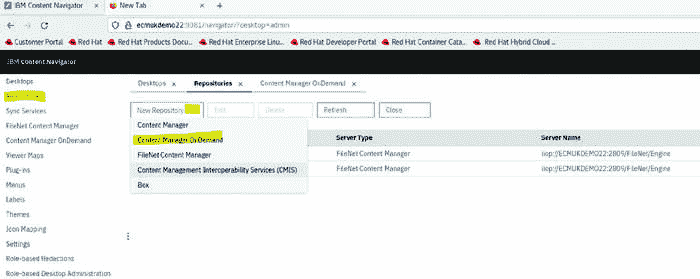 IBM Content Navigator
New Tab
ecmukdemo22:9081/navigator/?desktop=admin
Customer Portal
Red Hat
Red Hat Products Docu...
Red Hat Enterprise Linu...
Red Hat Developer Portal
Red Hat Container Cata...
Red Hat Hybrid Cloud ...
IBM Content Navigator
Desktops
Sync Services
FileNet Content Manager
Content Manager OnDemand
Viewer Maps
Plug-ins
Menus
Labels
Themes
Icon Mapping
Settings
Role-based Redactions
Role-based Desktop Administration
Desktops
Repositories
Content Manager OnDemand
New Repository
Edit
Delete
Refresh
Close
Content Manager
Content Manager OnDemand
FileNet Content Manager
Content Management Interoperability Services (CMIS)
Box
Server Type
Server Name
FileNet Content Manager
iiop://ECMUKDEMO22:2809/FileNet/Engine
FileNet Content Manager
iiop://ECMUKDEMO22:2809/FileNet/Engine